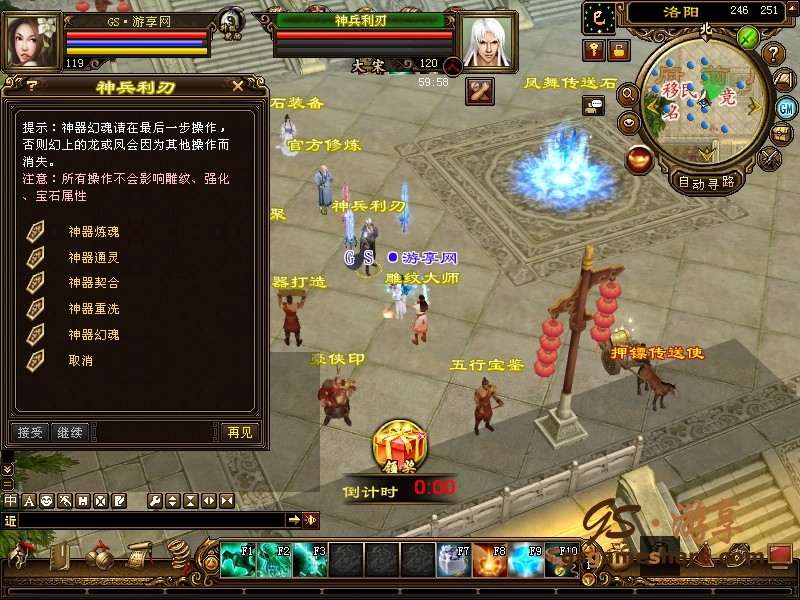 GS·游享网
119
神兵利刃
大宋
120
59:58
洛阳
246 251
北
移民
名
竞
自动寻路
GM
神兵利刃
提示：神器幻魂请在最后一步操作，
否则幻上的龙或凤会因为其他操作而
消失。
注意：所有操作不会影响雕纹、强化
、宝石属性
神器炼魂
神器通灵
神器契合
神器重洗
神器幻魂
取消
接受
继续
再见
凤舞传送石
石装备
官方修炼
神兵利刃
聚
GS·游享网
雕纹大师
器打造
豪侠印
五行宝鉴
押镖传送使
领奖
倒计时 0:00
中
A
近
F1 F2 F3 F7 F8 F9 F10
GS·游享